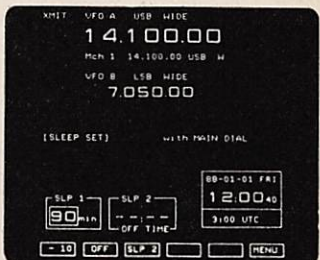 XMIT VFO-A USB WIDE
14.100.00
Mch 1 14.100.00 USB W
VFO B LSB WIDE
7.050.00
[SLEEP SET] with MAIN DIAL
88-01-01 FRI
SLP 1 SLP 2
12:00 40
90 min --:--
OFF TIME
3:00 UTC
-10 OFF SLP 2 MENU